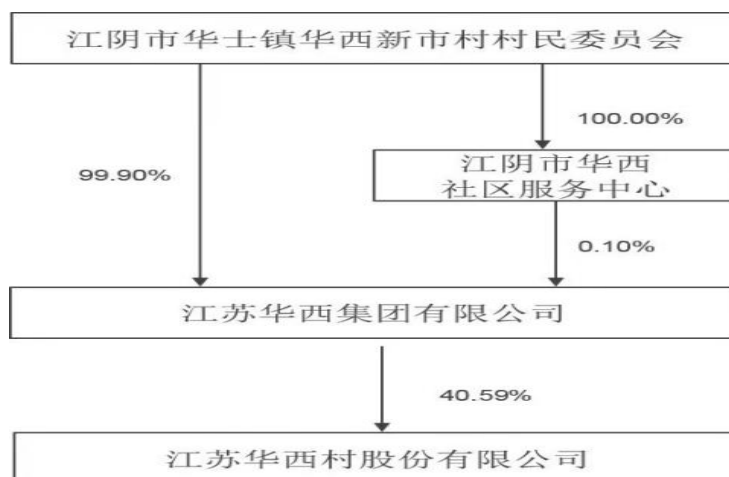 江阴市华士镇华西新市村村民委员会
100.00%
99.90%
江阴市华西
社区服务中心
0.10%
江苏华西集团有限公司
40.59%
江苏华西村股份有限公司